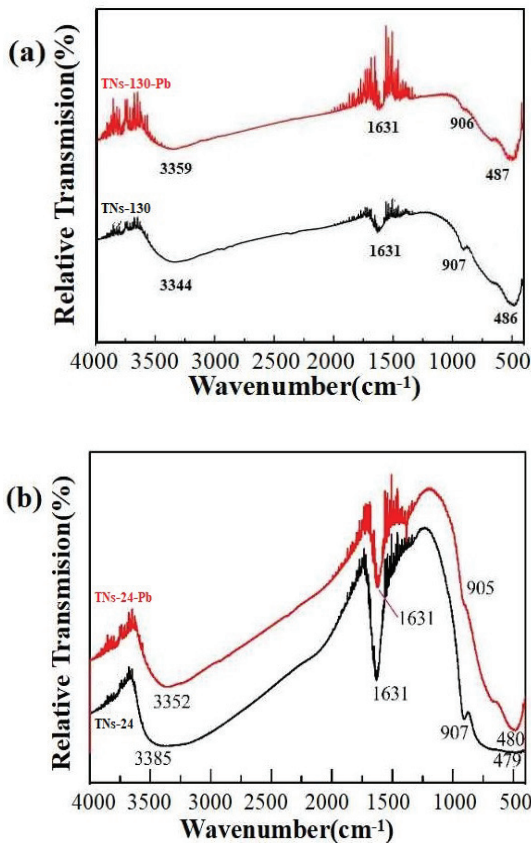 (a)
Relative Transmision(%)
TNs-130-Pb
3359
1631
906
487
TNs-130
3344
1631
907
486
4000 3500 3000 2500 2000 1500 1000 500
Wavenumber(cm-1)
(b)
Relative Transmision(%)
TNs-24-Pb
3352
1631
905
480
TNs-24
3385
1631
907
479
4000 3500 3000 2500 2000 1500 1000 500
Wavenumber(cm-1)